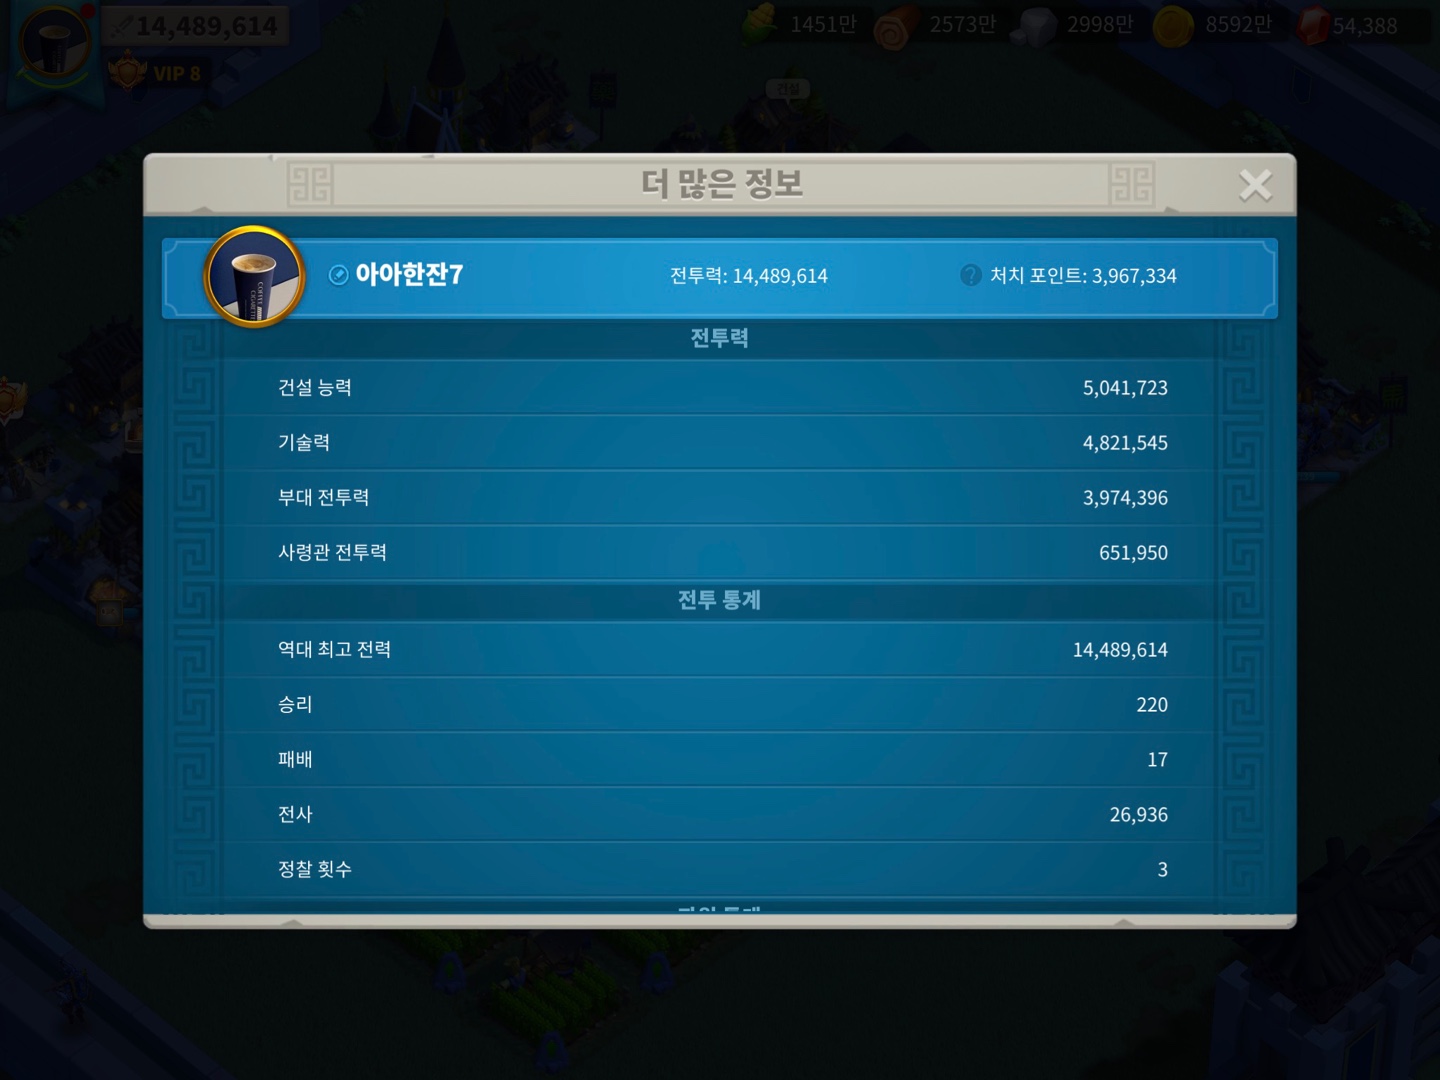 14,489,614
VIP 8
1451만
2573만
2998만
8592만
54,388
건설
더 많은 정보
아아한잔7
전투력: 14,489,614
? 처치 포인트: 3,967,334
전투력
건설 능력 5,041,723
기술력 4,821,545
부대 전투력 3,974,396
사령관 전투력 651,950
전투 통계
역대 최고 전력 14,489,614
승리 220
패배 17
전사 26,936
정찰 횟수 3